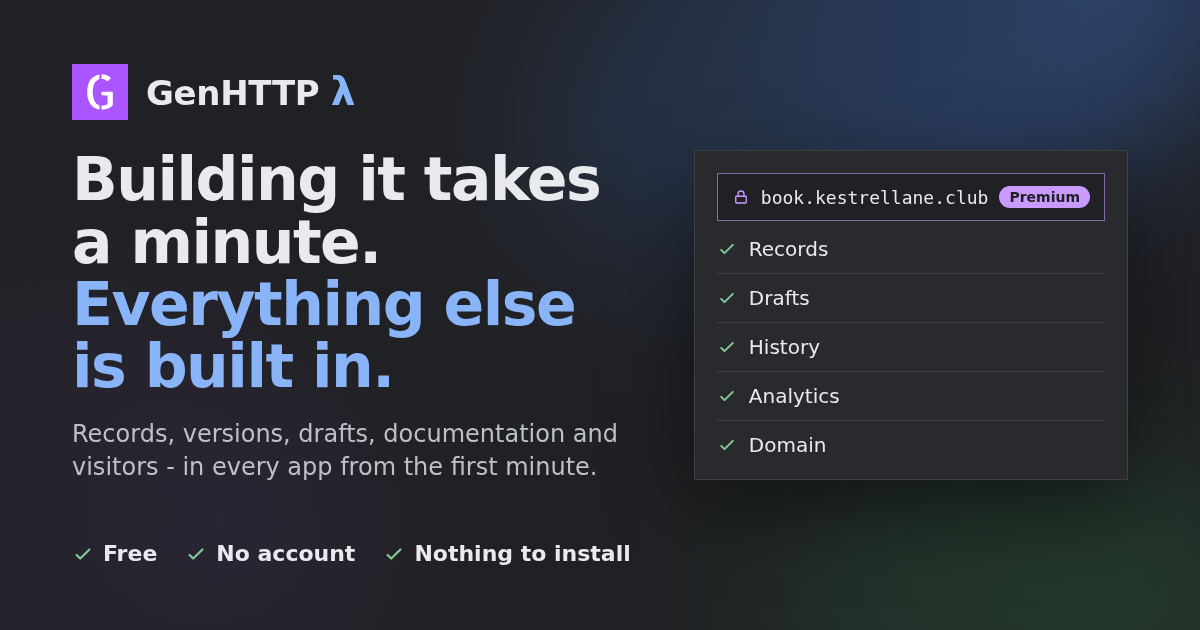 GenHTTP λ
Building it takes
a minute.
Everything else
is built in.
Records, versions, drafts, documentation and
visitors - in every app from the first minute.
Free
No account
Nothing to install
book.kestrellane.club
Premium
Records
Drafts
History
Analytics
Domain